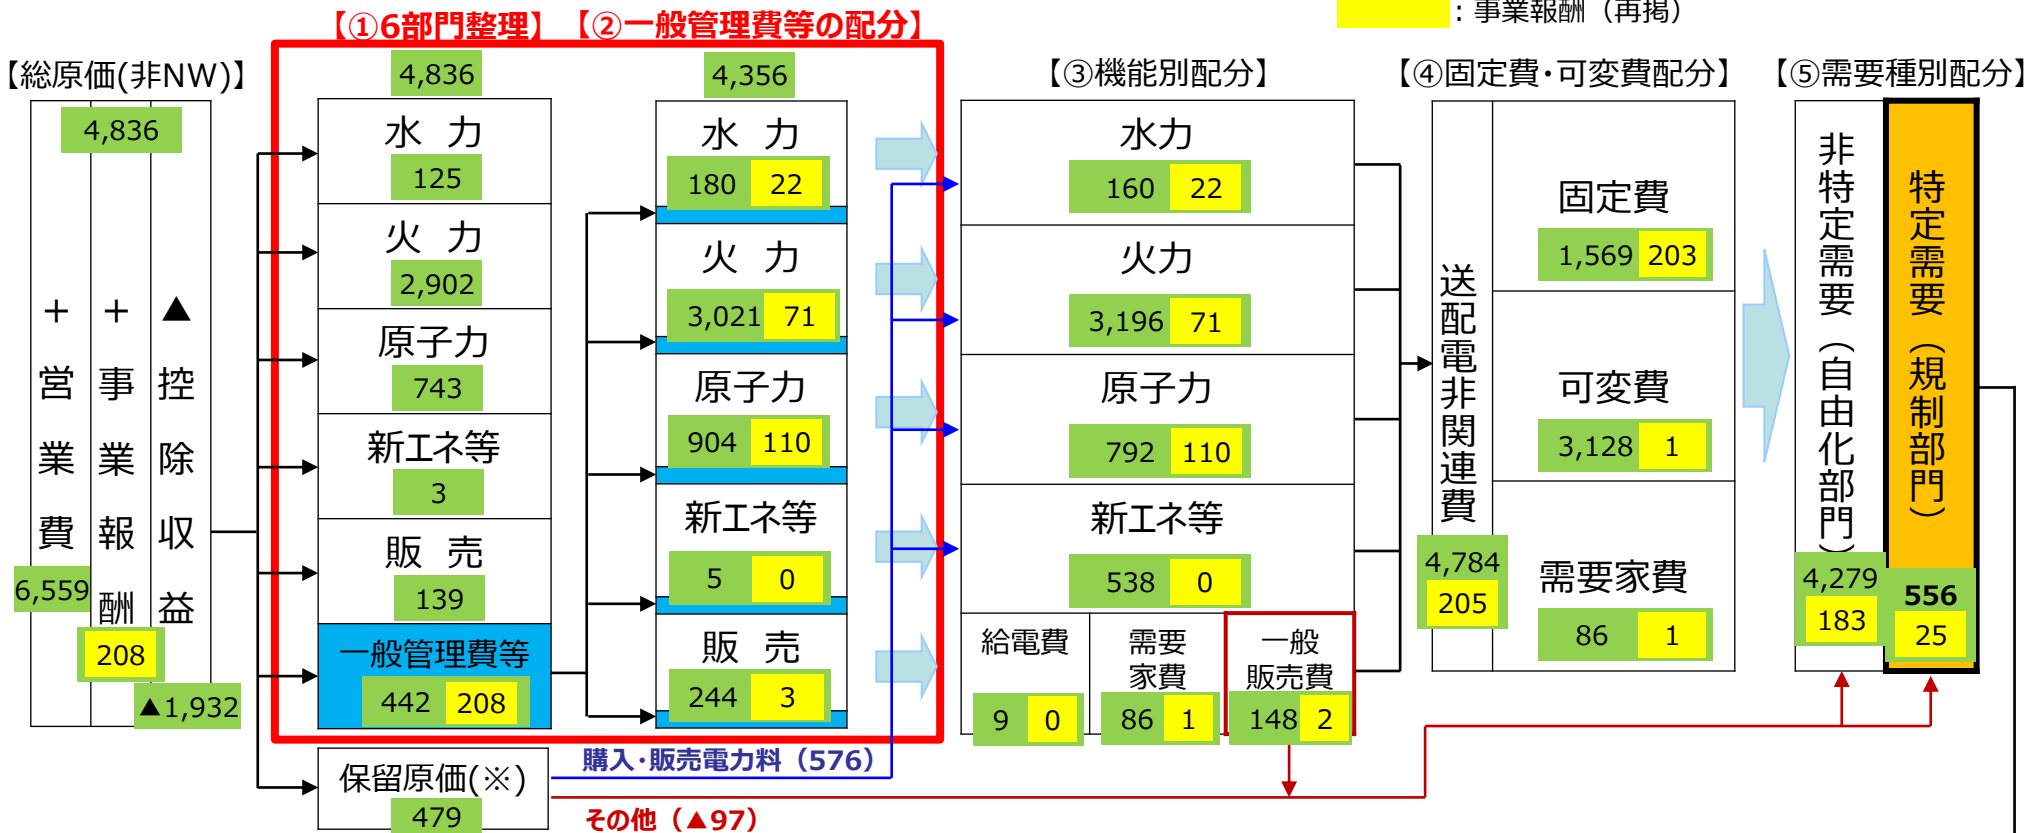 【①6部門整理】 【②一般管理費等の配分】
：事業報酬（再掲）
【総原価(非NW)】
4,836
＋営業費
6,559
＋事業報酬
208
▲控除収益
▲1,932
4,836
水 力
125
火 力
2,902
原子力
743
新エネ等
3
販 売
139
一般管理費等
442 208
保留原価(※)
479
4,356
水 力
180 22
火 力
3,021 71
原子力
904 110
新エネ等
5 0
販 売
244 3
購入・販売電力料（576）
その他（▲97）
【③機能別配分】
水力
160 22
火力
3,196 71
原子力
792 110
新エネ等
538 0
給電費
9 0
需要
家費
86 1
一般
販売費
148 2
【④固定費・可変費配分】
送配電非関連費
4,784
205
固定費
1,569 203
可変費
3,128 1
需要家費
86 1
【⑤需要種別配分】
非特定需要（自由化部門）
4,279
183
特定需要（規制部門）
556
25